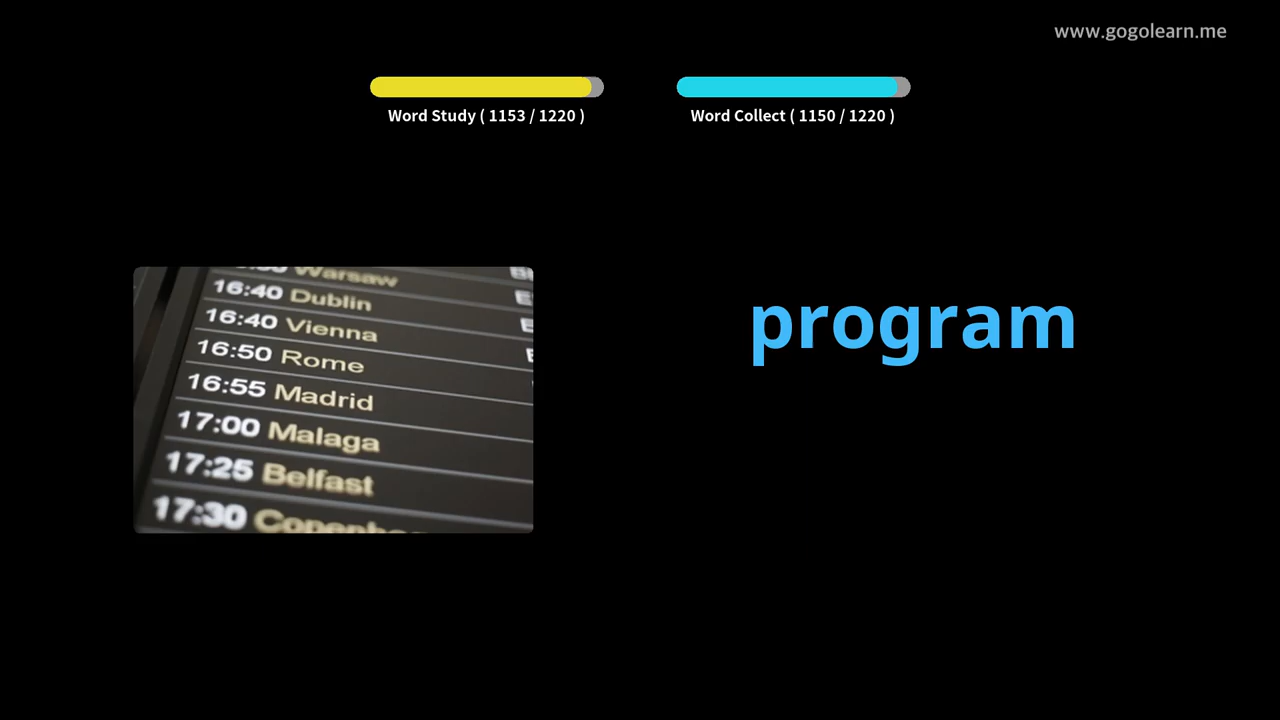 www.gogolearn.me
Word Study ( 1153 / 1220 )
Word Collect ( 1150 / 1220 )
Warsaw
16:40 Dublin
16:40 Vienna
16:50 Rome
16:55 Madrid
17:00 Malaga
17:25 Belfast
17:30
program